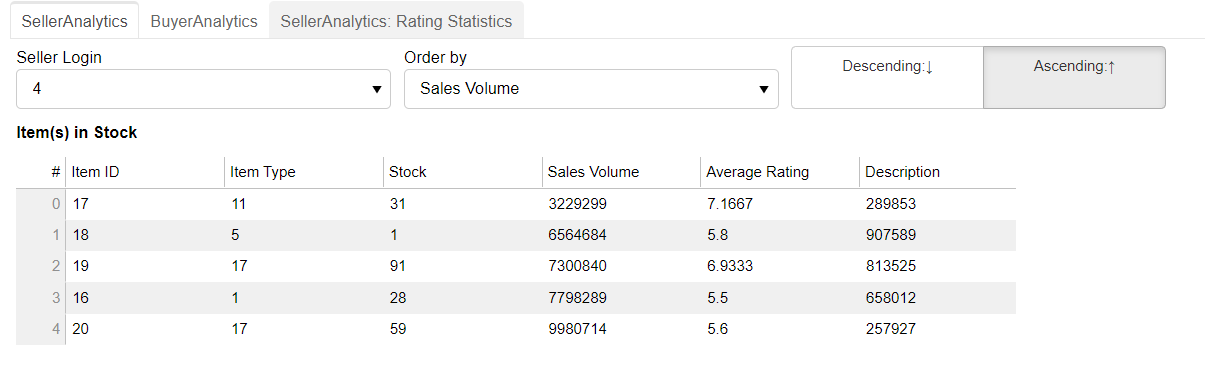 SellerAnalytics BuyerAnalytics SellerAnalytics: Rating Statistics
Seller Login Order by
4 ▼ Sales Volume ▼ Descending:↓ Ascending:↑
Item(s) in Stock
# Item ID Item Type Stock Sales Volume Average Rating Description
0 17 11 31 3229299 7.1667 289853
1 18 5 1 6564684 5.8 907589
2 19 17 91 7300840 6.9333 813525
3 16 1 28 7798289 5.5 658012
4 20 17 59 9980714 5.6 257927